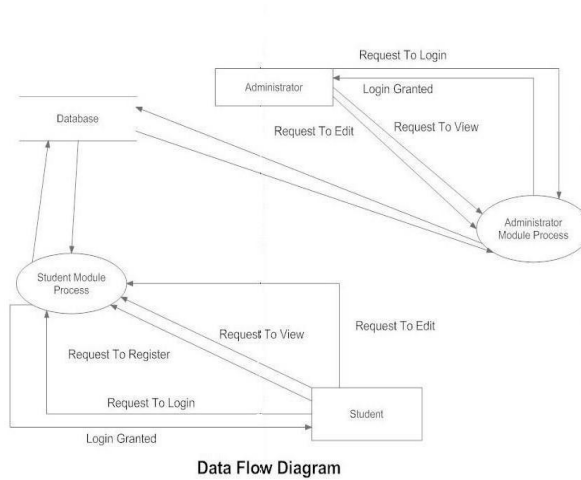 Request To Login
Administrator
Login Granted
Database
Request To Edit
Request To View
Administrator
Module Process
Student Module
Process
Request To Edit
Request To View
Request To Register
Request To Login
Student
Login Granted
Data Flow Diagram